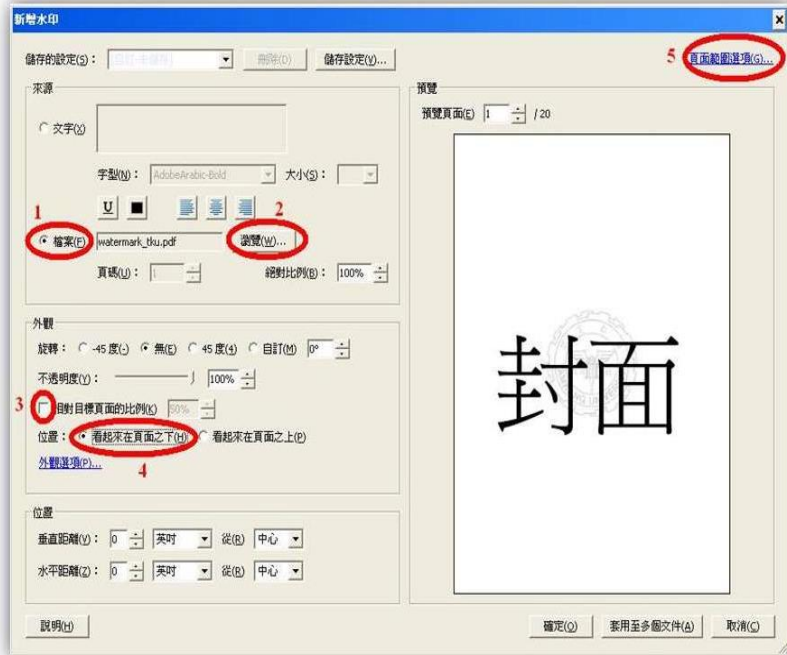 新增水印
儲存的設定(S)： [自訂-未儲存] 刪除(D) 儲存設定(V)... 5 頁面範圍選項(G)...
來源
文字(X)
字型(N)： AdobeArabic-Bold 大小(S)：
U
1 2
檔案(F) watermark_tku.pdf 瀏覽(W)...
頁碼(U)： 1 絕對比例(B)： 100%
外觀
旋轉： -45 度(-) 無(E) 45 度(4) 自訂(M) 0°
不透明度(Y)： 100%
3 相對目標頁面的比例(K) 50%
位置： 看起來在頁面之下(H) 看起來在頁面之上(P)
外觀選項(P)... 4
位置
垂直距離(V)： 0 英吋 從(R) 中心
水平距離(Z)： 0 英吋 從(R) 中心
預覽
預覽頁面(E) 1 / 20
封面
說明(H) 確定(O) 套用至多個文件(A) 取消(C)